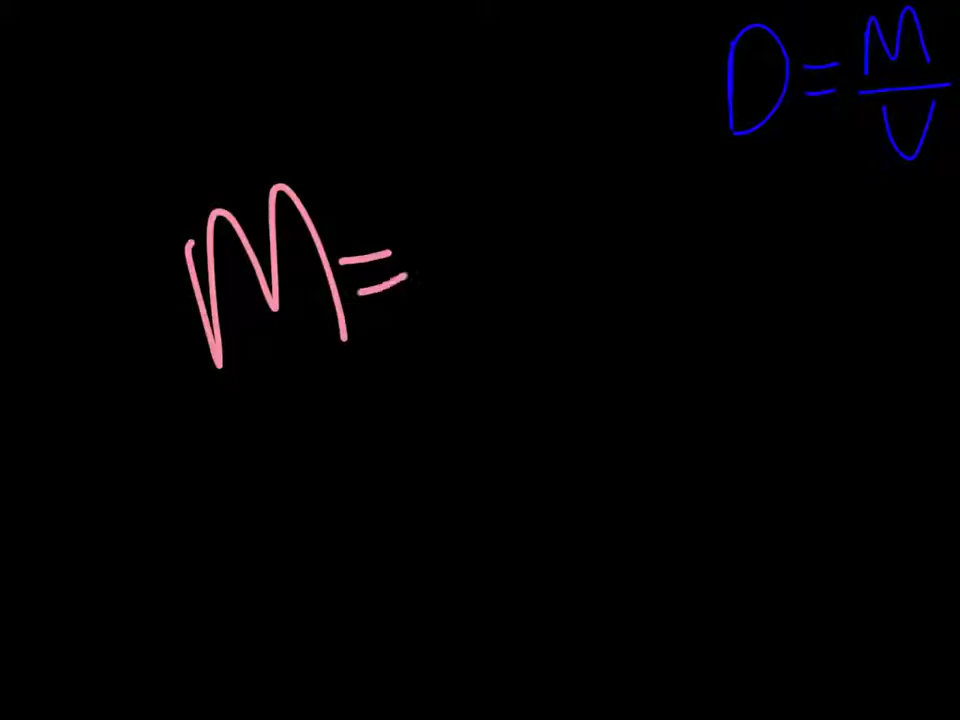 D = M/V
M =